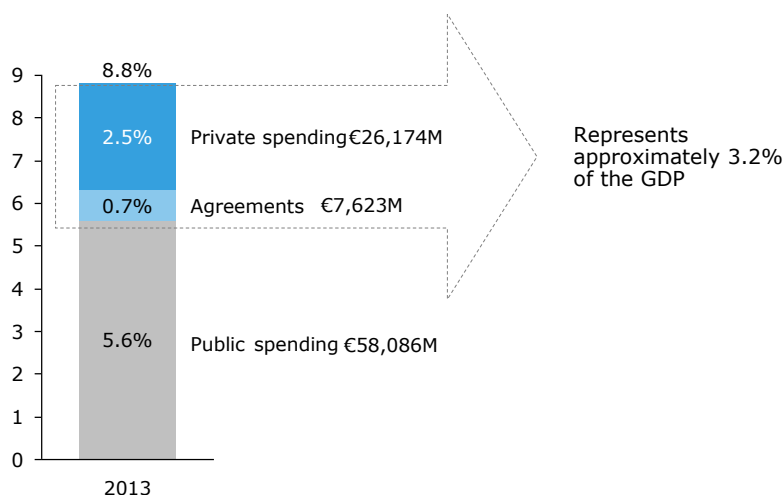 8.8%
9
8
7
6
5
4
3
2
1
0
2.5%
Private spending €26,174M
0.7%
Agreements €7,623M
5.6%
Public spending €58,086M
2013
Represents
approximately 3.2%
of the GDP